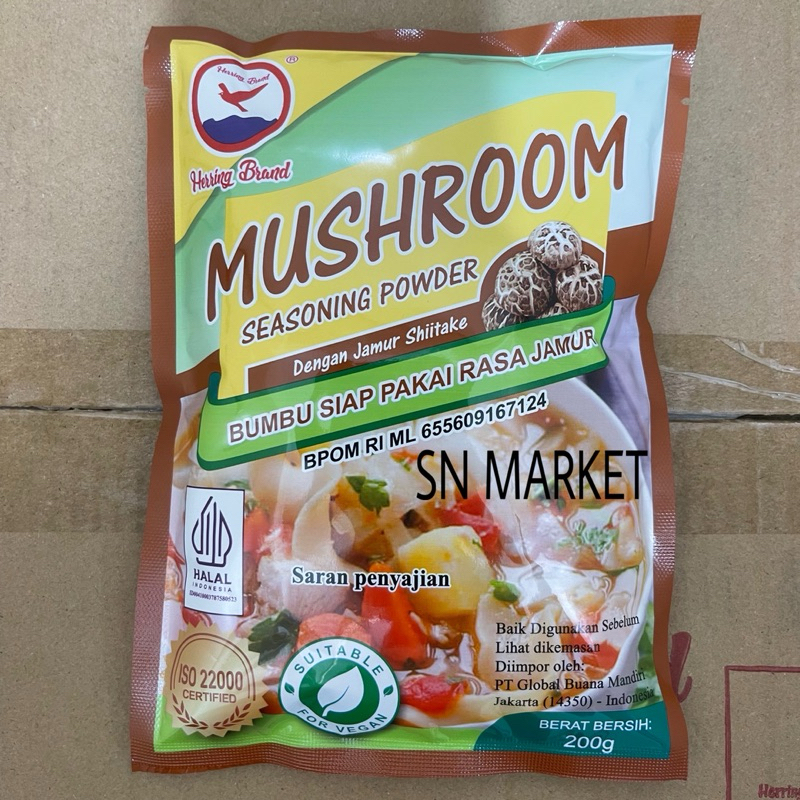 Herring Brand
®
Herring Brand
MUSHROOM
SEASONING POWDER
Dengan Jamur Shiitake
BUMBU SIAP PAKAI RASA JAMUR
BPOM RI ML 655609167124
SN MARKET
HALAL
INDONESIA
Saran penyajian
Baik Digunakan Sebelum
Lihat dikemasan
Diimpor oleh:
PT Global Buana Mandiri
Jakarta (14350) - Indonesia
ISO 22000
CERTIFIED
SUITABLE
FOR VEGAN
BERAT BERSIH:
200g